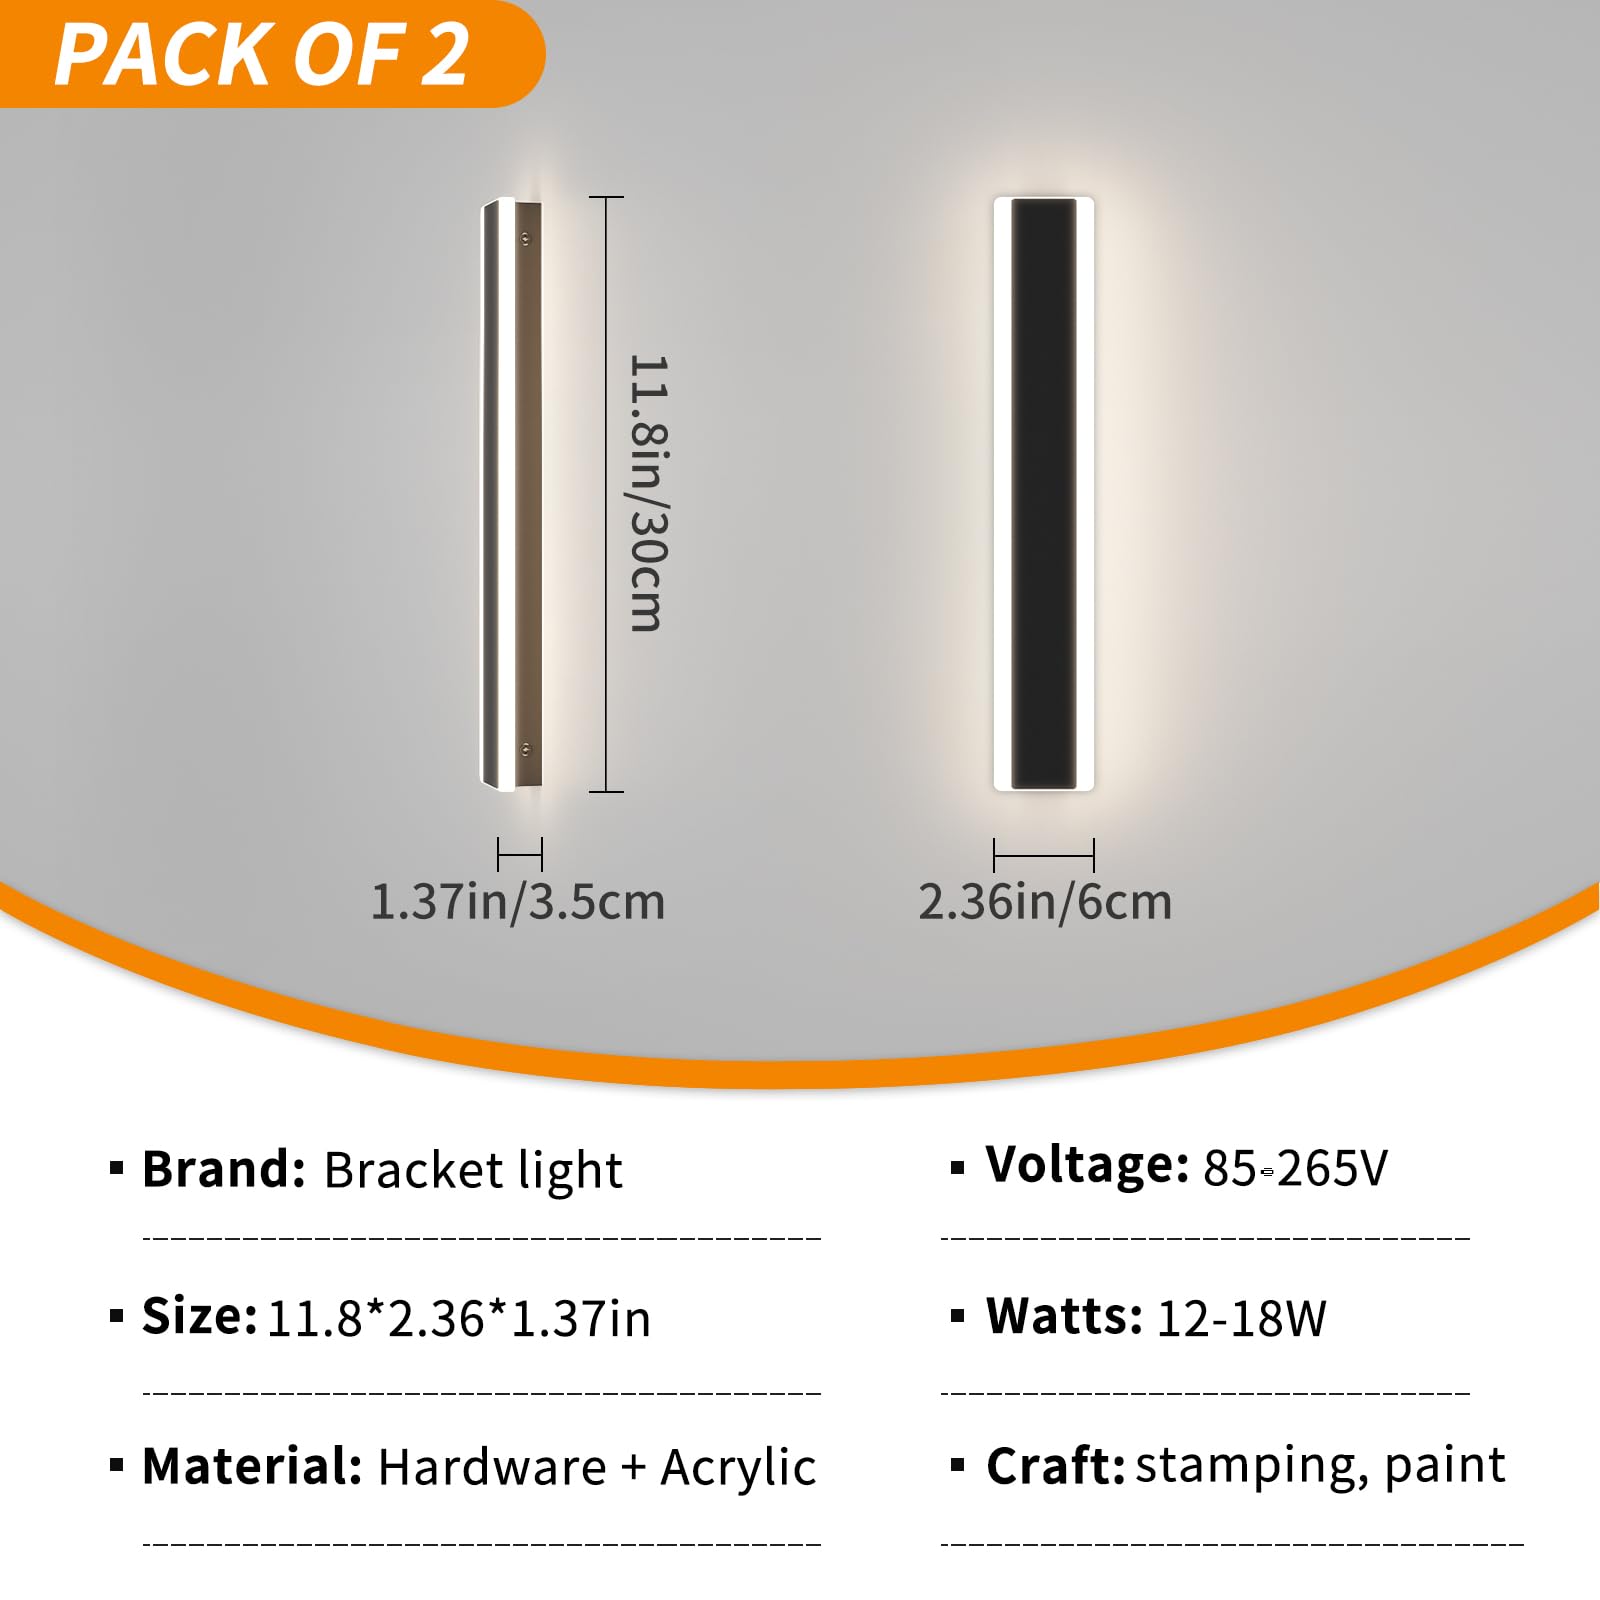 PACK OF 2
11.8in/30cm
1.37in/3.5cm
2.36in/6cm
▪ Brand: Bracket light
▪ Voltage: 85-265V
▪ Size: 11.8*2.36*1.37in
▪ Watts: 12-18W
▪ Material: Hardware + Acrylic
▪ Craft: stamping, paint